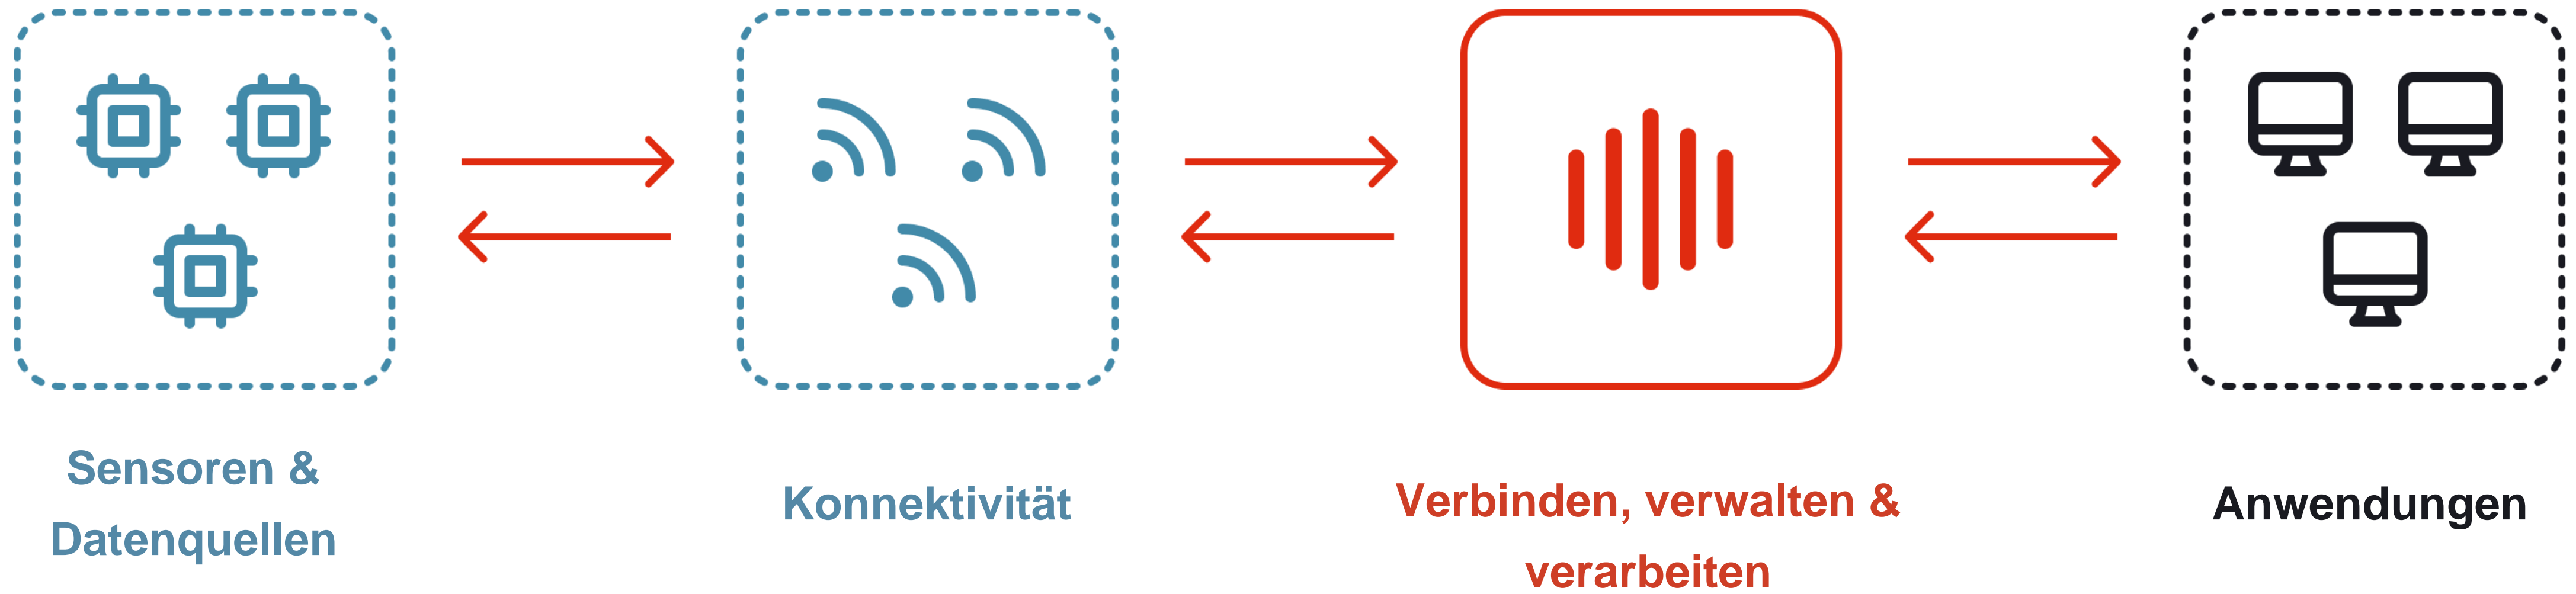 Sensoren &
Datenquellen
Konnektivität
Verbinden, verwalten &
verarbeiten
Anwendungen